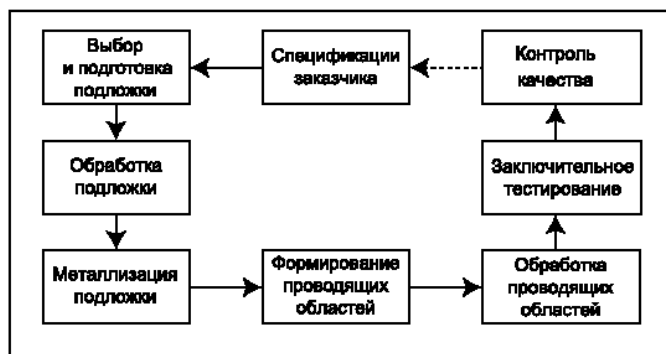 Выбор
и подготовка
подложки
Спецификации
заказчика
Контроль
качества
Обработка
подложки
Заключительное
тестирование
Металлизация
подложки
Формирование
проводящих
областей
Обработка
проводящих
областей